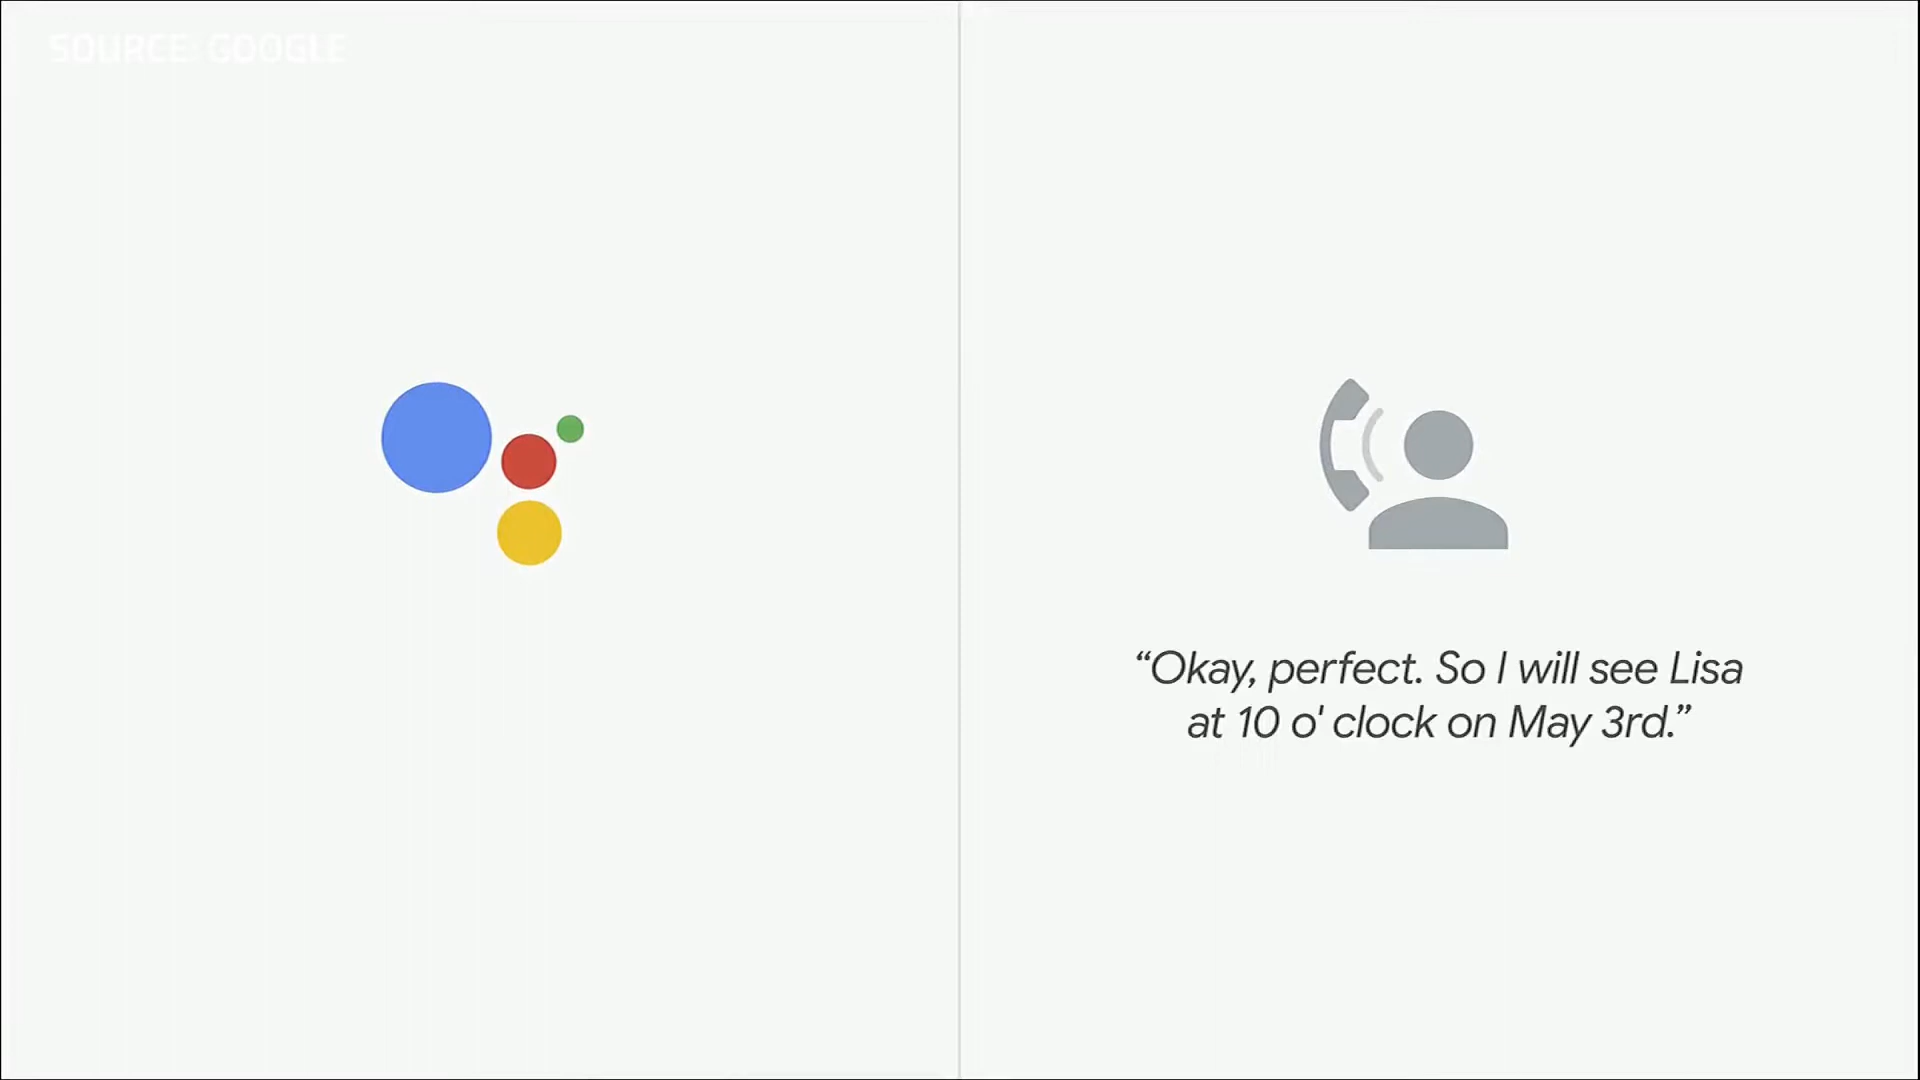 SOURCE: GOOGLE
“Okay, perfect. So I will see Lisa
at 10 o' clock on May 3rd.”